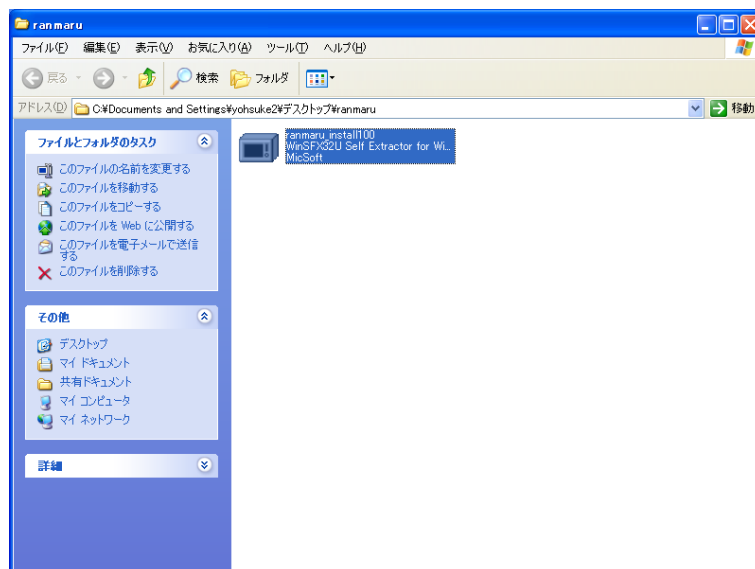 ranmaru
ファイル(F) 編集(E) 表示(V) お気に入り(A) ツール(T) ヘルプ(H)
戻る 検索 フォルダ
アドレス(D) C:¥Documents and Settings¥yohsuke2¥デスクトップ¥ranmaru 移動
ファイルとフォルダのタスク
このファイルの名前を変更する
このファイルを移動する
このファイルをコピーする
このファイルを Web に公開する
このファイルを電子メールで送信
する
このファイルを削除する
その他
デスクトップ
マイ ドキュメント
共有ドキュメント
マイ コンピュータ
マイ ネットワーク
詳細
ranmaru_install100
WinSFX32U Self Extractor for Wi...
MicSoft